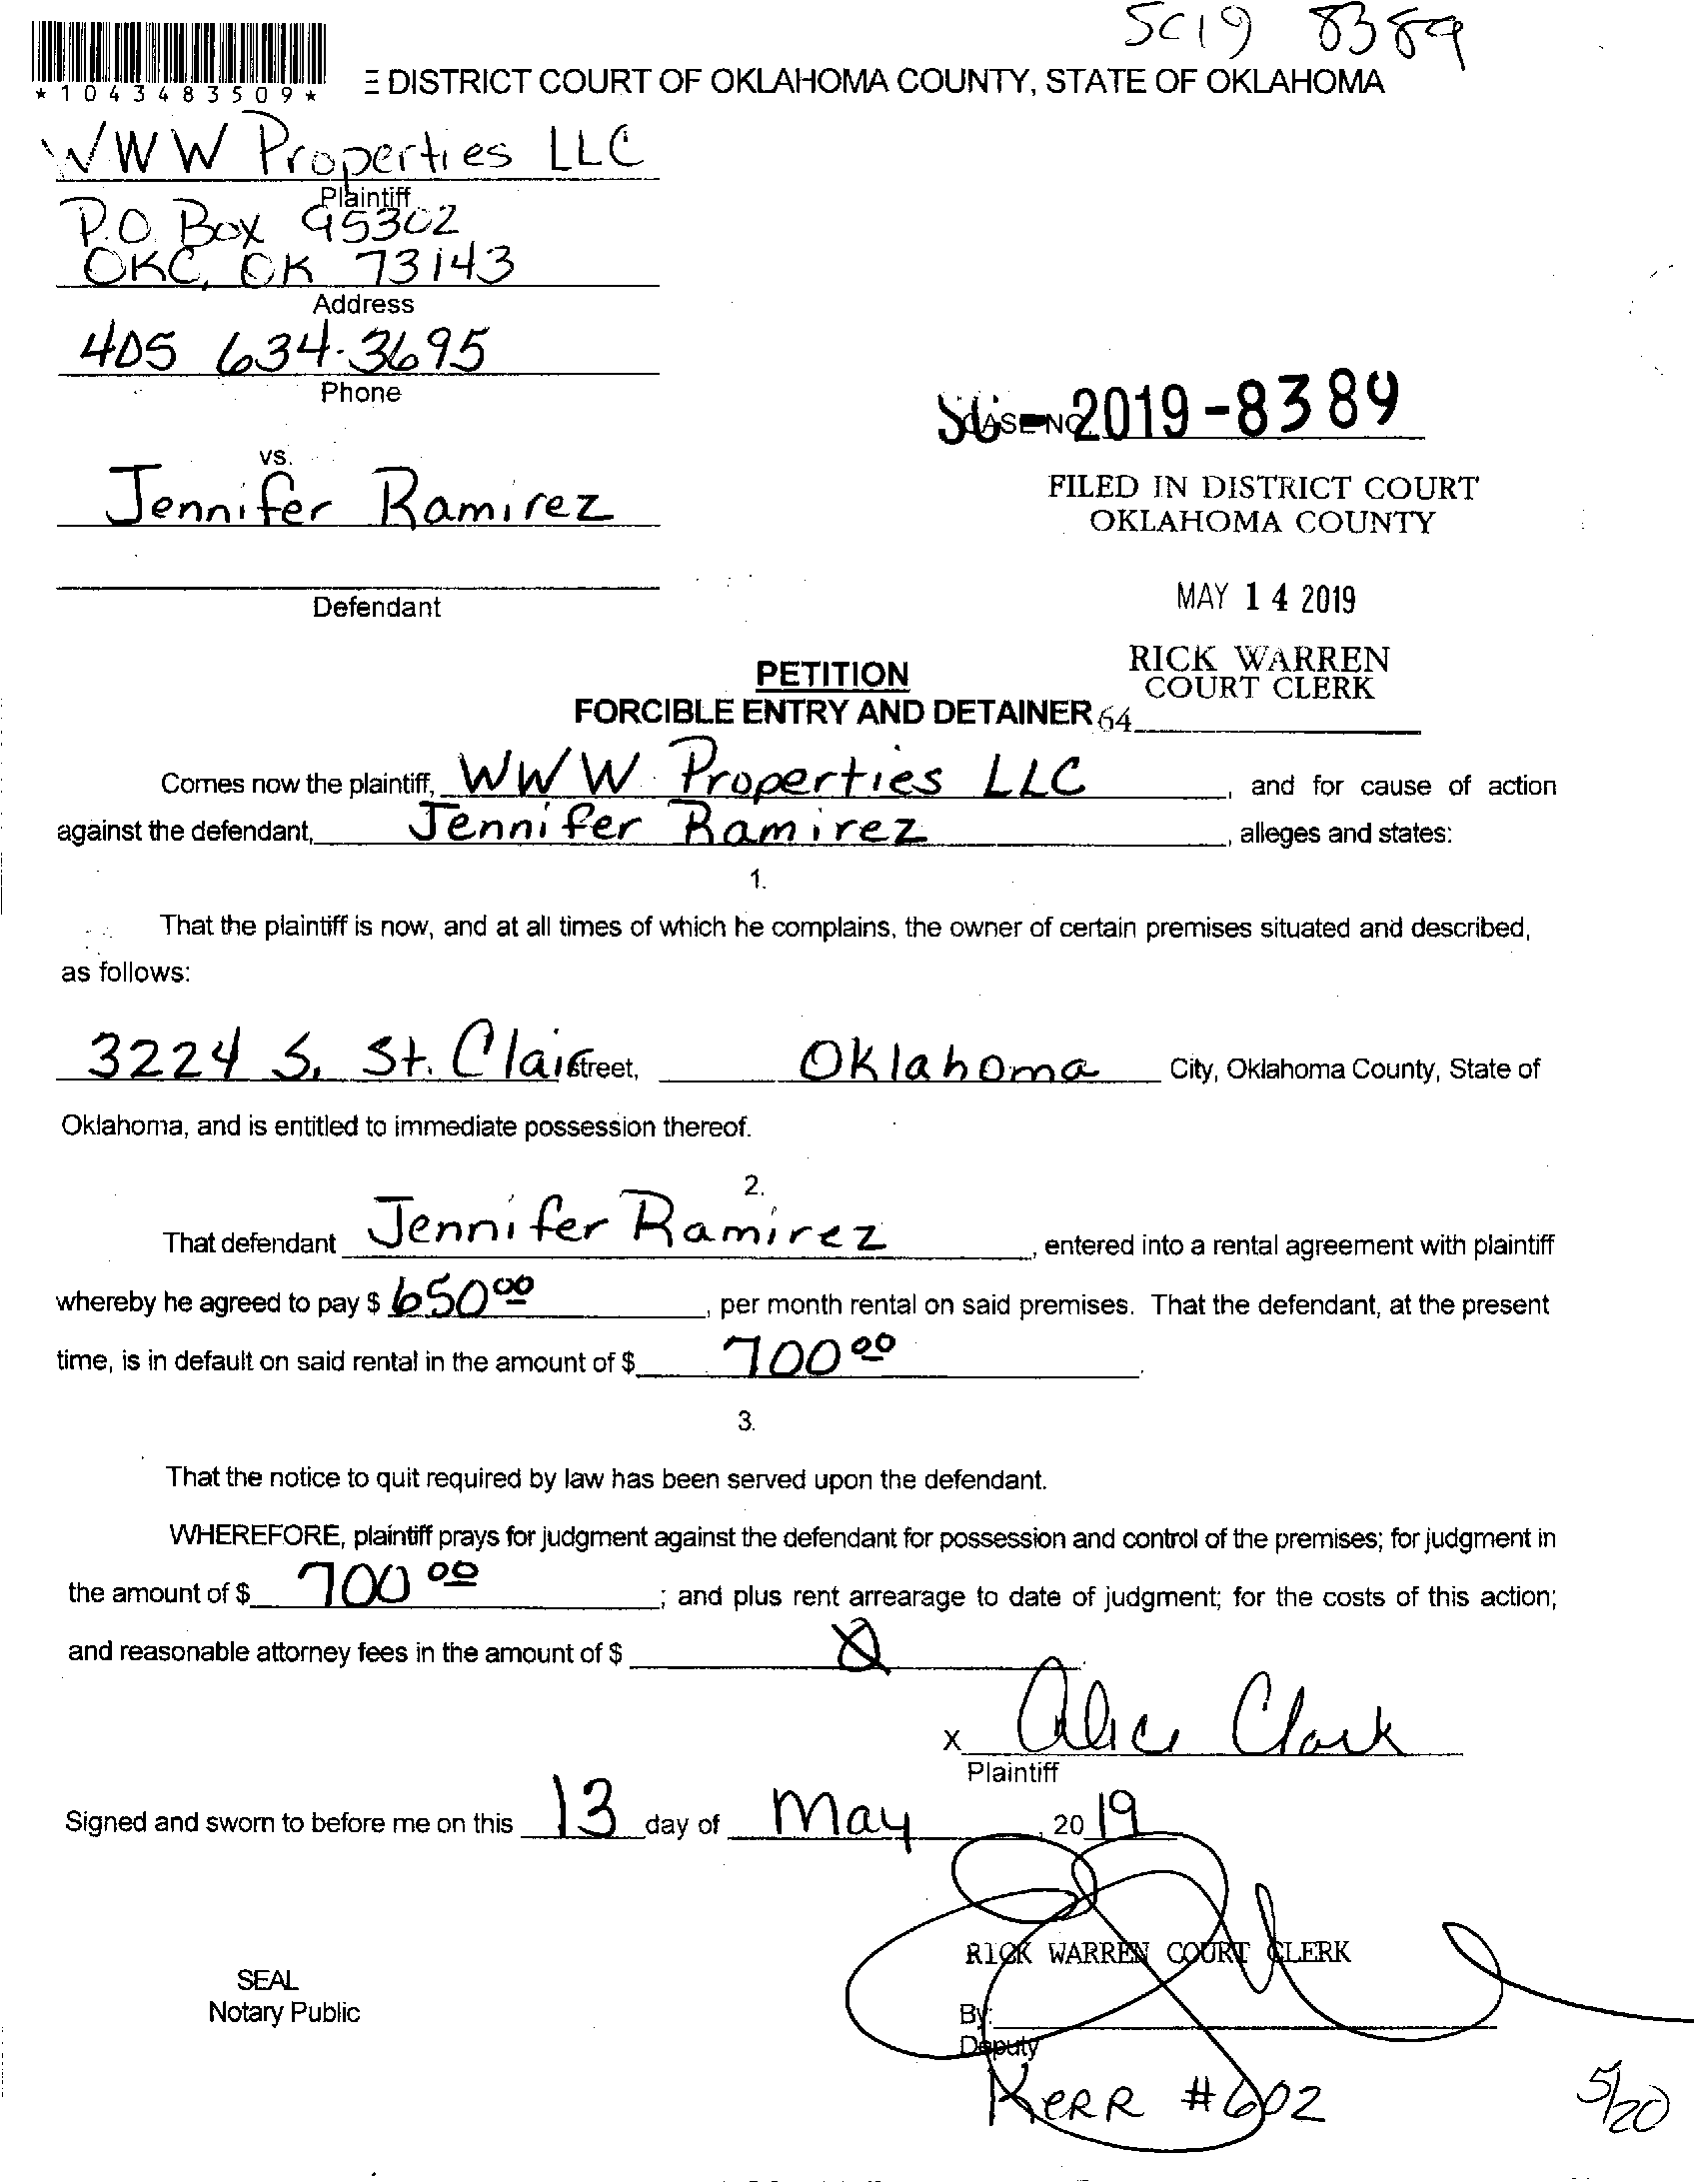 SC19 8389
*1043483509*
E DISTRICT COURT OF OKLAHOMA COUNTY, STATE OF OKLAHOMA
WWW Properties LLC
Plaintiff
P.O. Box 95302
OKC, OK 73143
Address
405 634-3695
Phone
SC-2019-8389
CASE NO.
vs.
Jennifer Ramirez
FILED IN DISTRICT COURT
OKLAHOMA COUNTY
Defendant
MAY 14 2019
RICK WARREN
COURT CLERK
PETITION
FORCIBLE ENTRY AND DETAINER 64
Comes now the plaintiff, WWW Properties LLC, and for cause of action
against the defendant, Jennifer Ramirez, alleges and states:
1.
That the plaintiff is now, and at all times of which he complains, the owner of certain premises situated and described,
as follows:
3224 S. St. Clair Street, Oklahoma City, Oklahoma County, State of
Oklahoma, and is entitled to immediate possession thereof.
2.
That defendant Jennifer Ramirez, entered into a rental agreement with plaintiff
whereby he agreed to pay $ 650 00, per month rental on said premises. That the defendant, at the present
time, is in default on said rental in the amount of $ 700 00.
3.
That the notice to quit required by law has been served upon the defendant.
WHEREFORE, plaintiff prays for judgment against the defendant for possession and control of the premises; for judgment in
the amount of $ 700 00; and plus rent arrearage to date of judgment; for the costs of this action;
and reasonable attorney fees in the amount of $
x Alice Clark
Plaintiff
Signed and sworn to before me on this 13 day of May, 2019
RICK WARREN COURT CLERK
SEAL
Notary Public
By:
Deputy
KERR #602
5/20